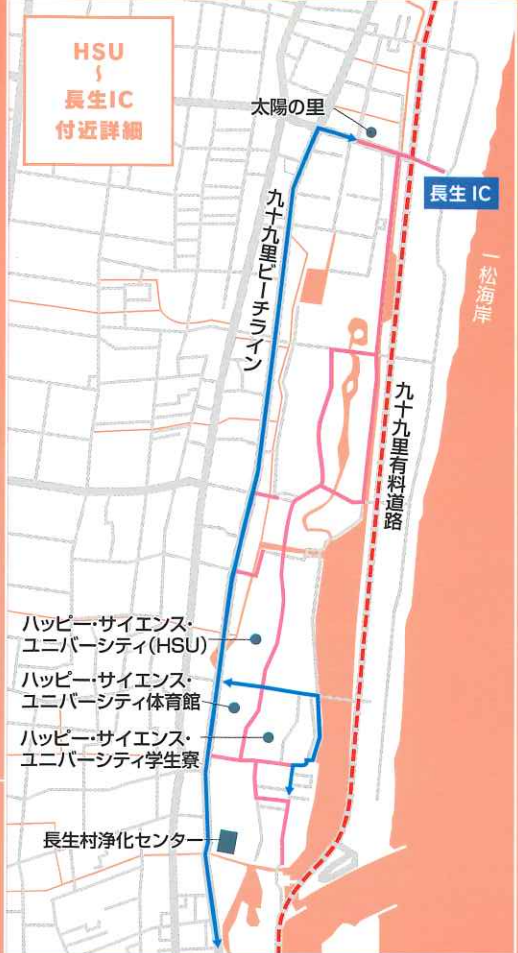 HSU
〜
長生IC
付近詳細
太陽の里
長生 IC
九十九里ビーチライン
一松海岸
九十九里有料道路
ハッピー・サイエンス・
ユニバーシティ(HSU)
ハッピー・サイエンス・
ユニバーシティ体育館
ハッピー・サイエンス・
ユニバーシティ学生寮
長生村浄化センター